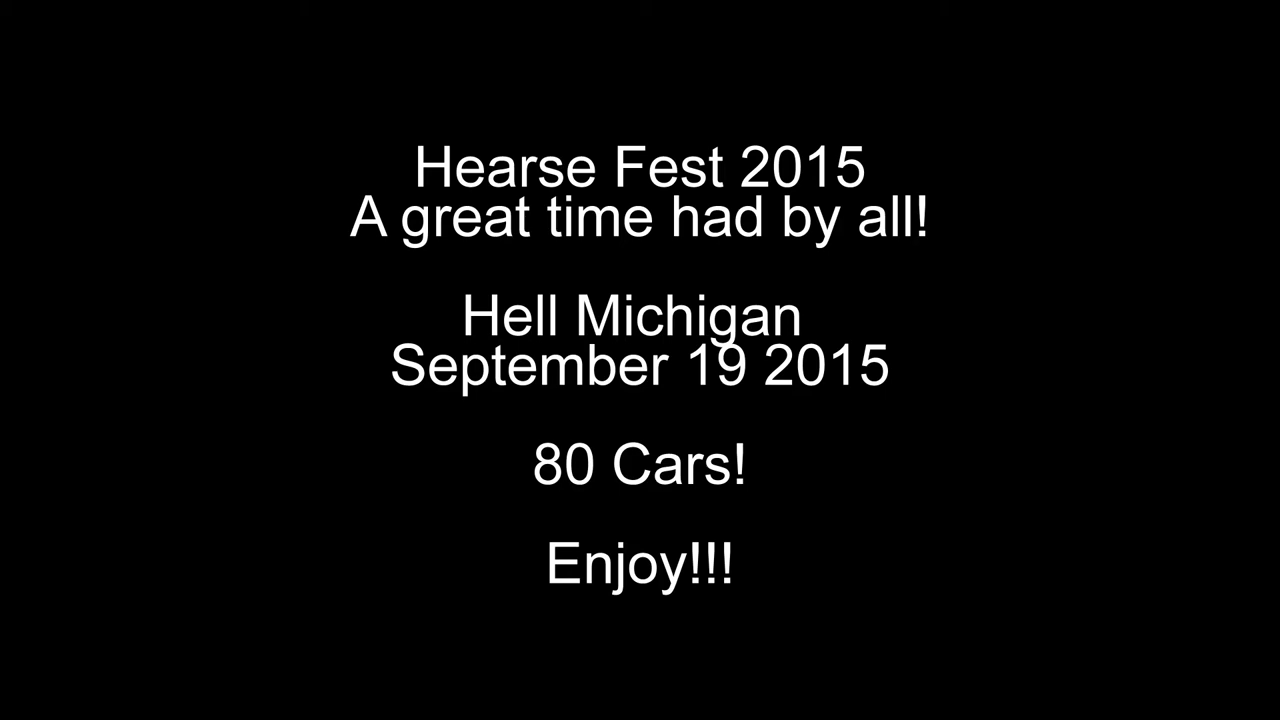 Hearse Fest 2015
A great time had by all!
Hell Michigan
September 19 2015
80 Cars!
Enjoy!!!